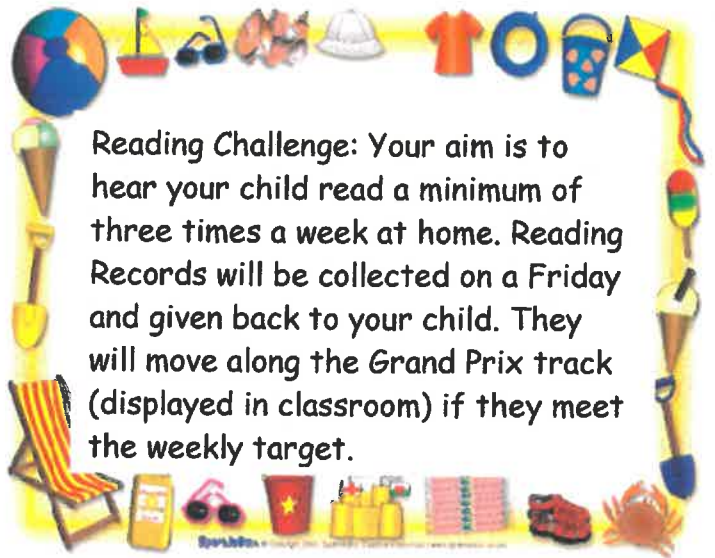 Reading Challenge: Your aim is to
hear your child read a minimum of
three times a week at home. Reading
Records will be collected on a Friday
and given back to your child. They
will move along the Grand Prix track
(displayed in classroom) if they meet
the weekly target.
SparkleBox